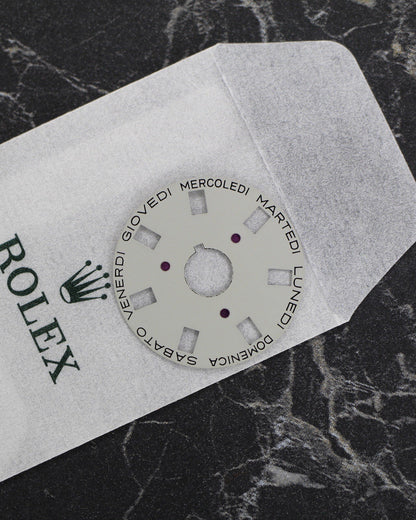 ROLEX
MERCOLEDI
MARTEDI
LUNEDI
DOMENICA
SABATO
VENERDI
GIOVEDI